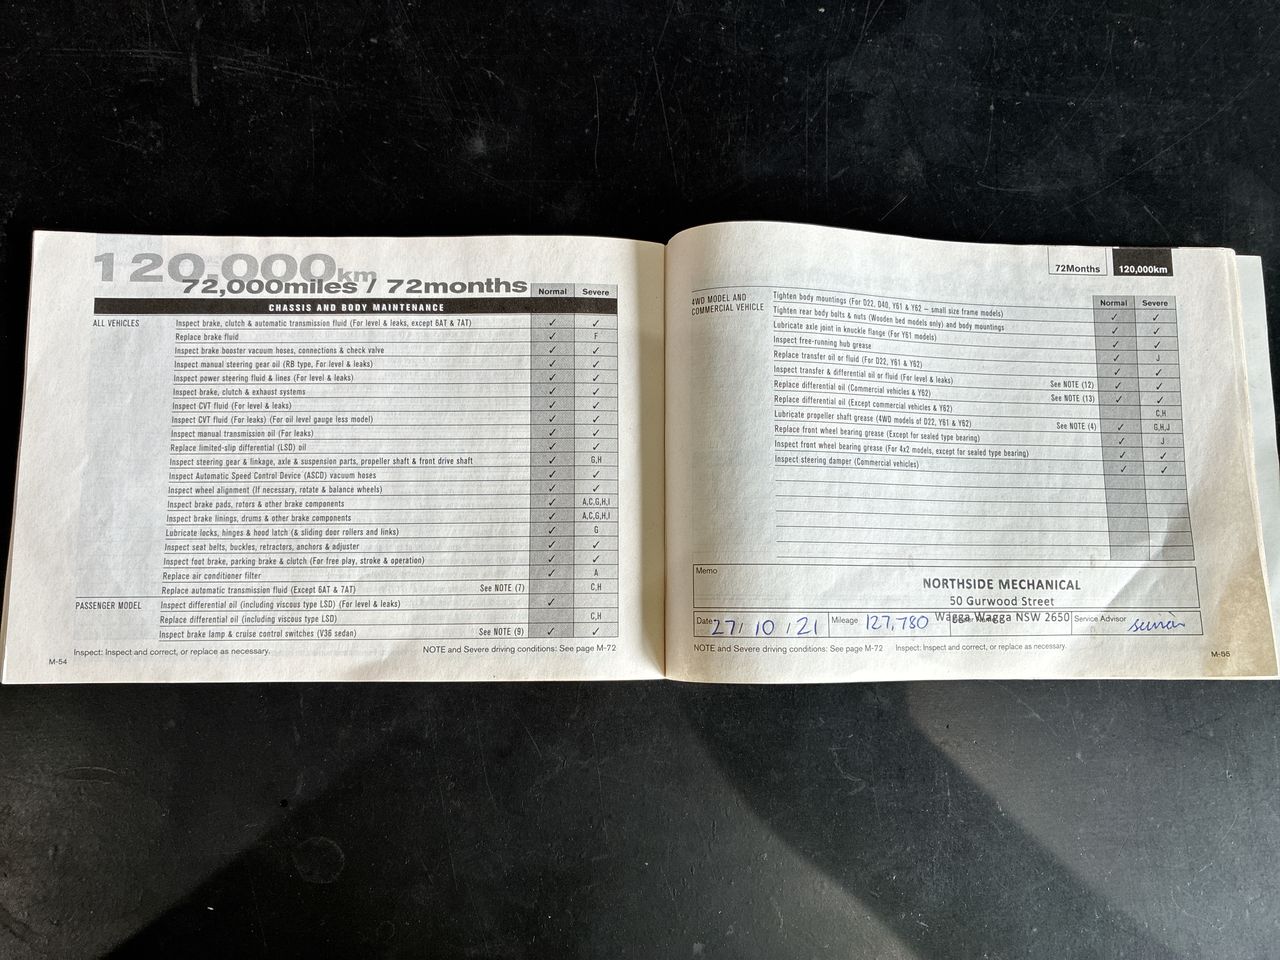 120,000km
72,000miles / 72months
Normal Severe
CHASSIS AND BODY MAINTENANCE
ALL VEHICLES Inspect brake, clutch & automatic transmission fluid (For level & leaks, except 6AT & 7AT) ✓ ✓
Replace brake fluid ✓ F
Inspect brake booster vacuum hoses, connections & check valve ✓ ✓
Inspect manual steering gear oil (RB type, For level & leaks) ✓ ✓
Inspect power steering fluid & lines (For level & leaks) ✓ ✓
Inspect brake, clutch & exhaust systems ✓ ✓
Inspect CVT fluid (For level & leaks) ✓ ✓
Inspect CVT fluid (For leaks) (For oil level gauge less model) ✓ ✓
Inspect manual transmission oil (For leaks) ✓ ✓
Replace limited-slip differential (LSD) oil ✓ ✓
Inspect steering gear & linkage, axle & suspension parts, propeller shaft & front drive shaft ✓ G,H
Inspect Automatic Speed Control Device (ASCD) vacuum hoses ✓ ✓
Inspect wheel alignment (If necessary, rotate & balance wheels) ✓ ✓
Inspect brake pads, rotors & other brake components ✓ A,C,G,H,I
Inspect brake linings, drums & other brake components ✓ A,C,G,H,I
Lubricate locks, hinges & hood latch (& sliding door rollers and links) ✓ G
Inspect seat belts, buckles, retractors, anchors & adjuster ✓ ✓
Inspect foot brake, parking brake & clutch (For free play, stroke & operation) ✓ ✓
Replace air conditioner filter ✓ A
Replace automatic transmission fluid (Except 6AT & 7AT) See NOTE (7) C,H
PASSENGER MODEL Inspect differential oil (including viscous type LSD) (For level & leaks) ✓
Replace differential oil (including viscous type LSD) C,H
Inspect brake lamp & cruise control switches (V36 sedan) See NOTE (9) ✓ ✓
Inspect: Inspect and correct, or replace as necessary. NOTE and Severe driving conditions: See page M-72
M-54
72Months 120,000km
Normal Severe
4WD MODEL AND
COMMERCIAL VEHICLE
Tighten body mountings (For D22, D40, Y61 & Y62 – small size frame models) ✓ ✓
Tighten rear body bolts & nuts (Wooden bed models only) and body mountings ✓ ✓
Lubricate axle joint in knuckle flange (For Y61 models) ✓ ✓
Inspect free-running hub grease ✓ ✓
Replace transfer oil or fluid (For D22, Y61 & Y62) ✓ J
Inspect transfer & differential oil or fluid (For level & leaks) ✓ ✓
Replace differential oil (Commercial vehicles & Y62) See NOTE (12) ✓ ✓
Replace differential oil (Except commercial vehicles & Y62) See NOTE (13) ✓ ✓
Lubricate propeller shaft grease (4WD models of D22, Y61 & Y62) C,H
Replace front wheel bearing grease (Except for sealed type bearing) See NOTE (4) ✓ G,H,J
Inspect front wheel bearing grease (For 4x2 models, except for sealed type bearing) ✓ J
Inspect steering damper (Commercial vehicles) ✓ ✓
✓ ✓
Memo
NORTHSIDE MECHANICAL
50 Gurwood Street
Wagga Wagga NSW 2650
Date 27/10/21 Mileage 127,780 Service Advisor
NOTE and Severe driving conditions: See page M-72 Inspect: Inspect and correct, or replace as necessary.
M-55